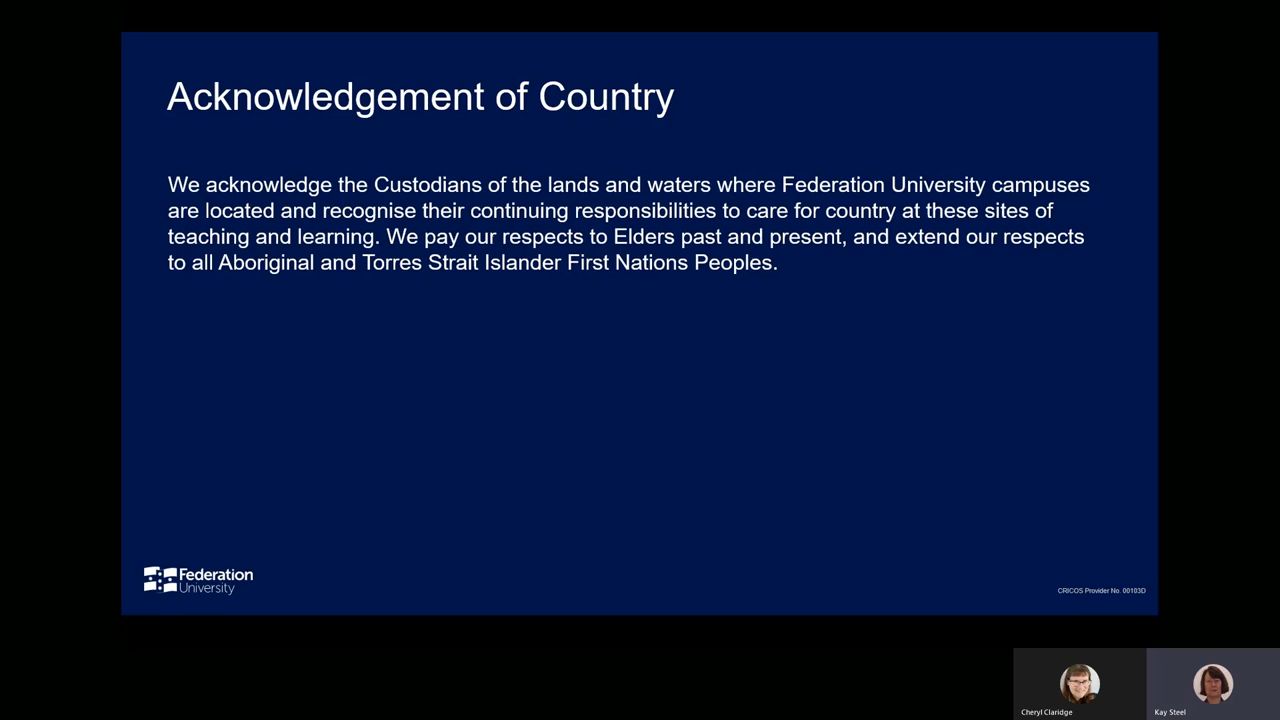 Acknowledgement of Country
We acknowledge the Custodians of the lands and waters where Federation University campuses
are located and recognise their continuing responsibilities to care for country at these sites of
teaching and learning. We pay our respects to Elders past and present, and extend our respects
to all Aboriginal and Torres Strait Islander First Nations Peoples.
Federation
University
CRICOS Provider No. 00103D
Cheryl Claridge
Kay Steel